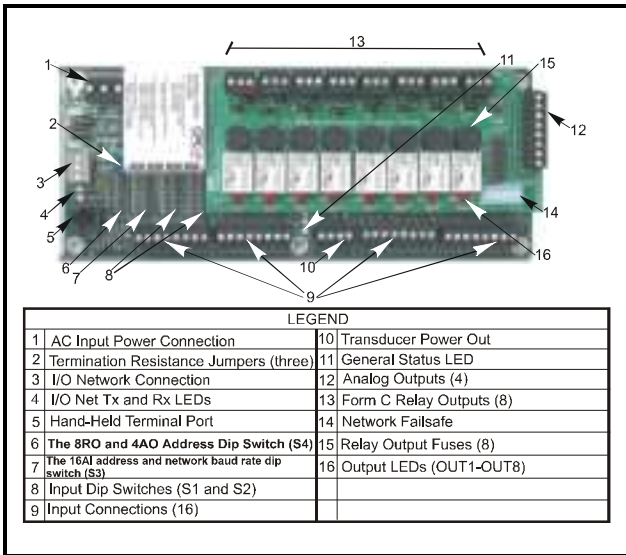 13
1
11
15
2
12
3
4
14
5
6
7
8
10
16
9
LEGEND
1 AC Input Power Connection
10 Transducer Power Out
2 Termination Resistance Jumpers (three)
11 General Status LED
3 I/O Network Connection
12 Analog Outputs (4)
4 I/O Net Tx and Rx LEDs
13 Form C Relay Outputs (8)
5 Hand-Held Terminal Port
14 Network Failsafe
6 The 8RO and 4AO Address Dip Switch (S4)
15 Relay Output Fuses (8)
7 The 16AI address and network baud rate dip
switch (S3)
16 Output LEDs (OUT1-OUT8)
8 Input Dip Switches (S1 and S2)
9 Input Connections (16)